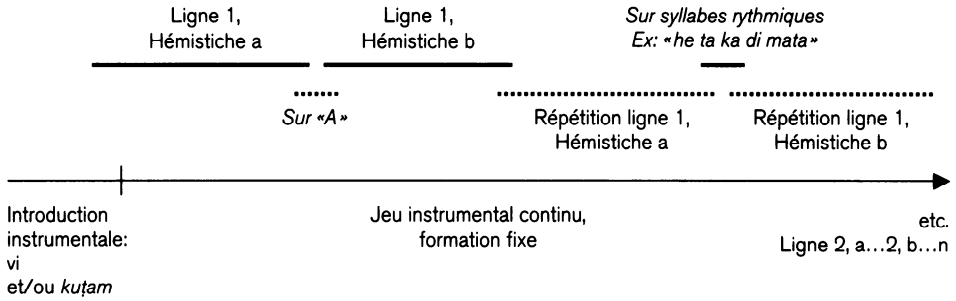 Ligne 1,
Hémistiche a
Ligne 1,
Hémistiche b
Sur syllabes rythmiques
Ex: «he ta ka di mata»
Sur «A»
Répétition ligne 1,
Hémistiche a
Répétition ligne 1,
Hémistiche b
Introduction
instrumentale:
vi
et/ou kuṭam
Jeu instrumental continu,
formation fixe
etc.
Ligne 2, a...2, b...n